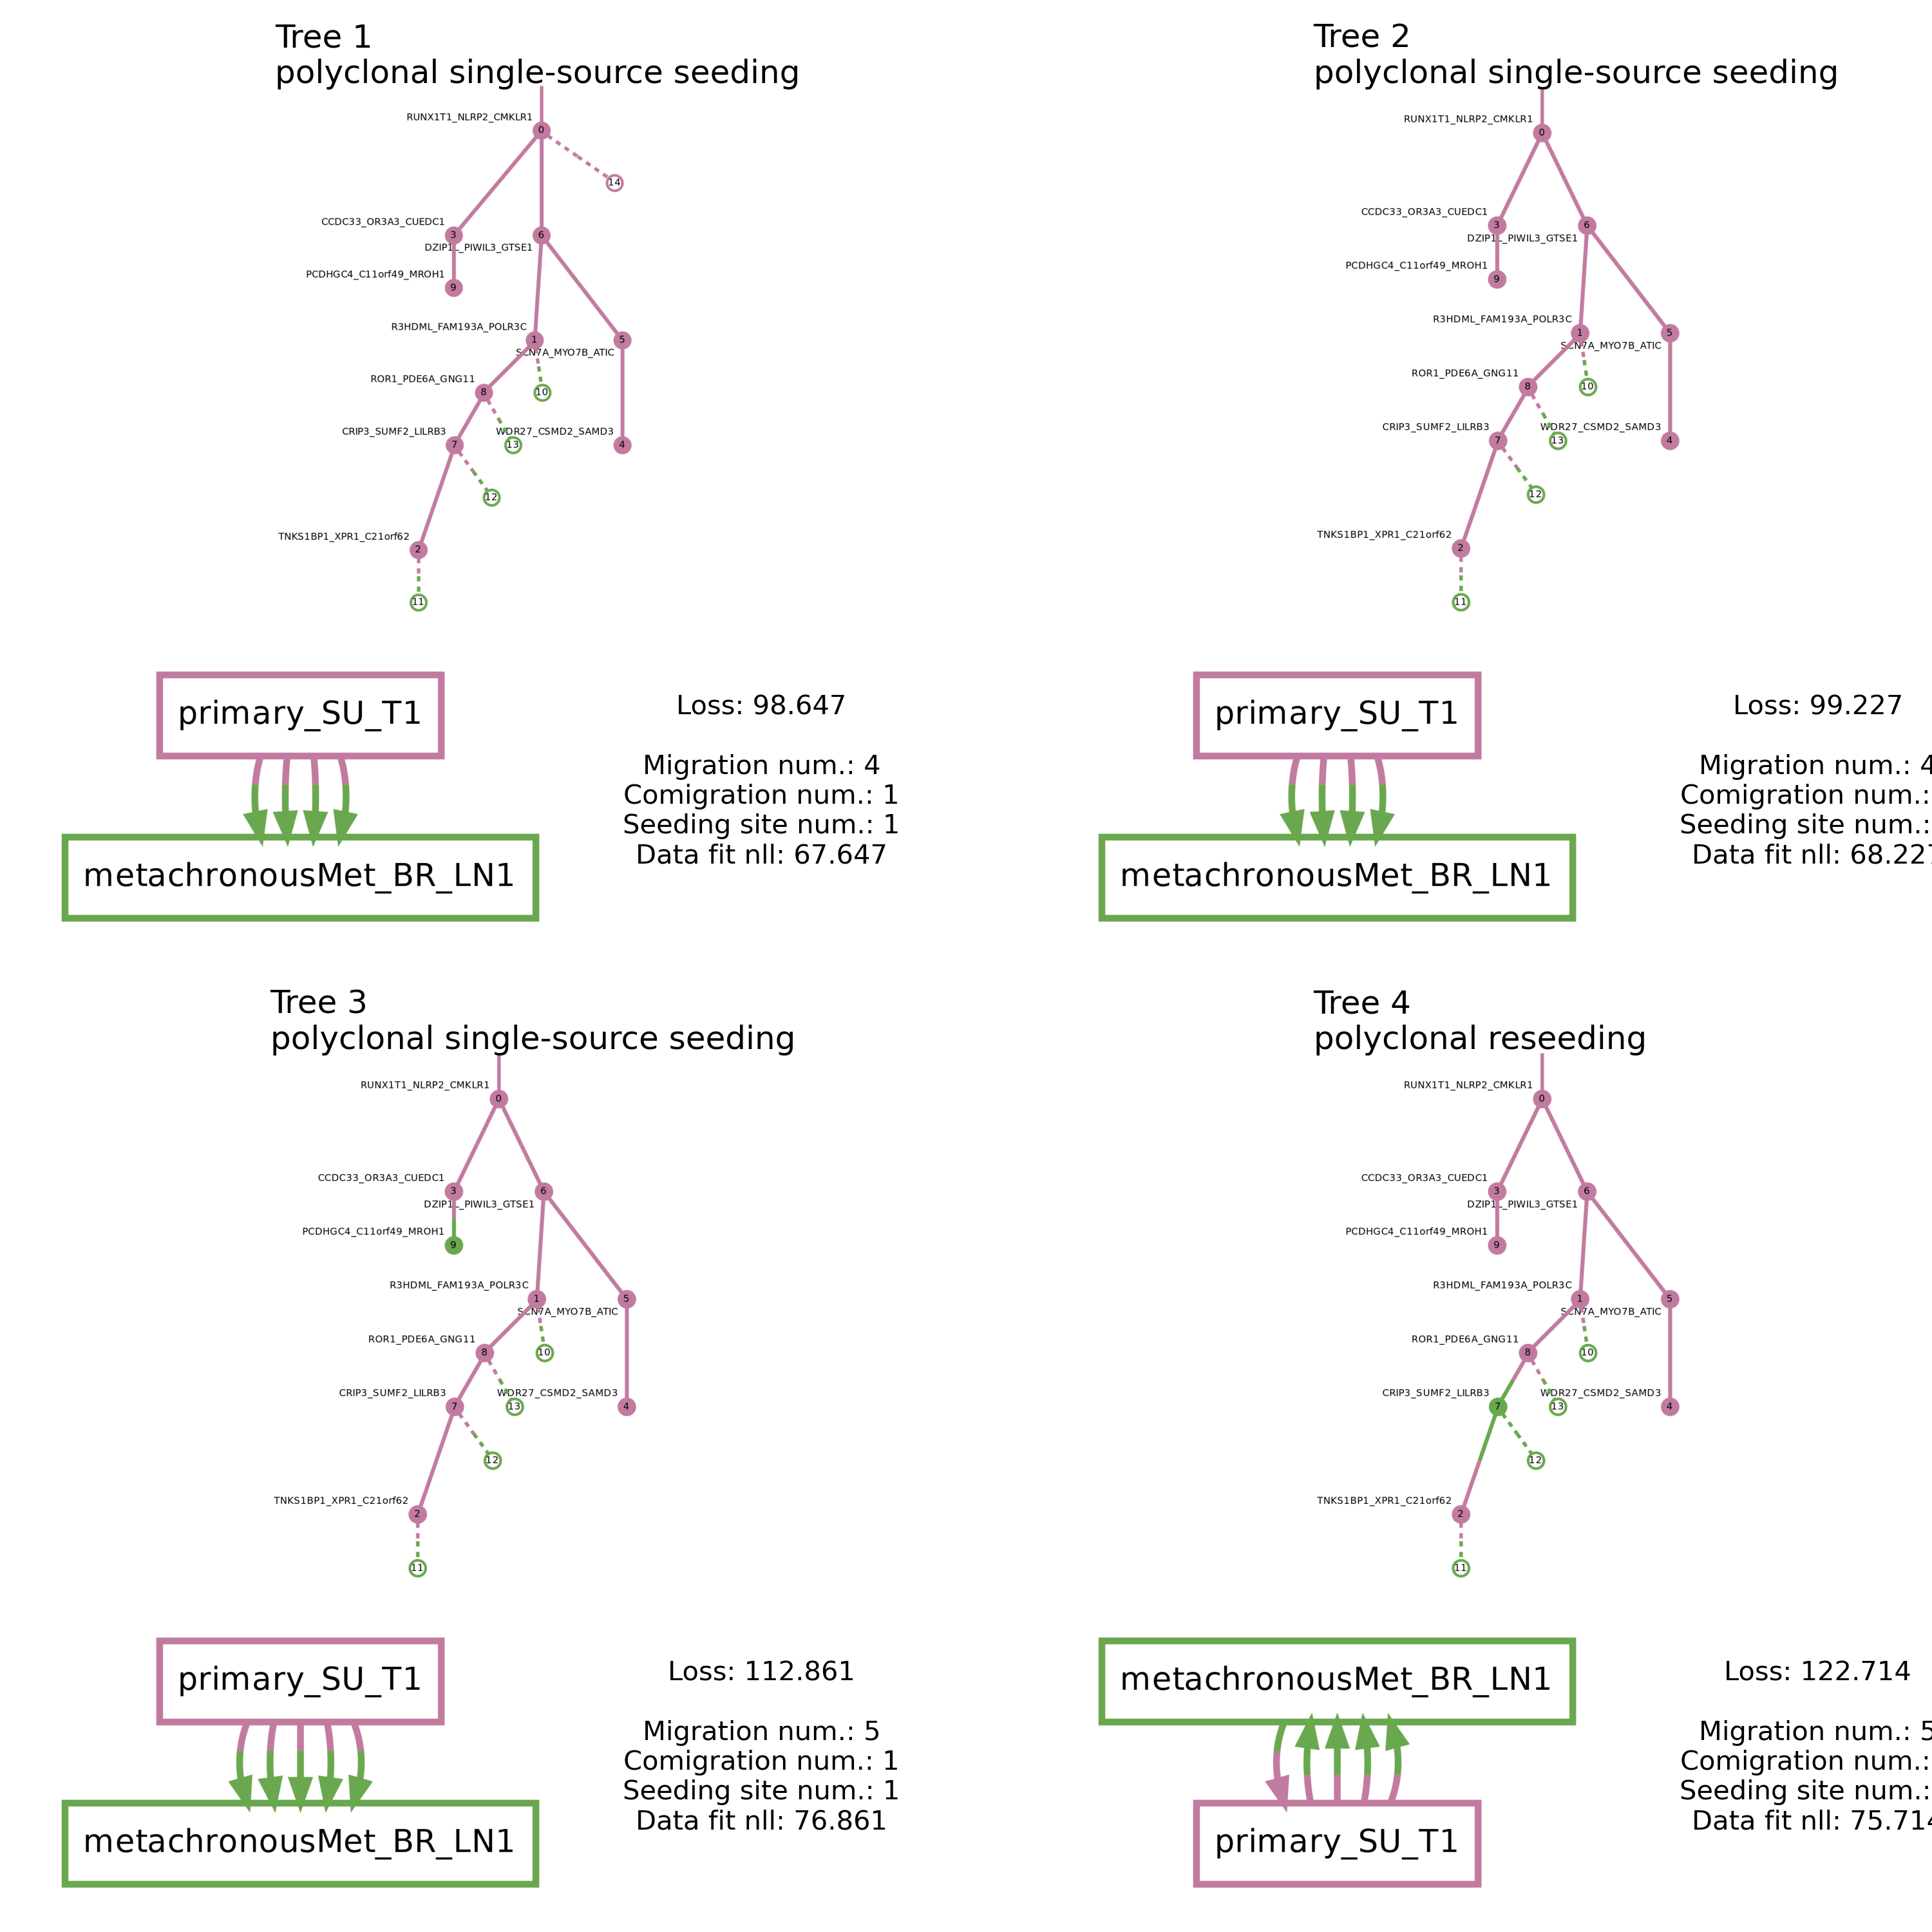 Tree 1
polyclonal single-source seeding
RUNX1T1_NLRP2_CMKLR1
0
14
CCDC33_OR3A3_CUEDC1
3
6
DZIP1L_PIWIL3_GTSE1
PCDHGC4_C11orf49_MROH1
9
R3HDML_FAM193A_POLR3C
1
5
SCN7A_MYO7B_ATIC
ROR1_PDE6A_GNG11
8
10
CRIP3_SUMF2_LILRB3
7
13
WDR27_CSMD2_SAMD3
4
12
TNKS1BP1_XPR1_C21orf62
2
11
primary_SU_T1
metachronousMet_BR_LN1
Loss: 98.647
Migration num.: 4
Comigration num.: 1
Seeding site num.: 1
Data fit nll: 67.647
Tree 2
polyclonal single-source seeding
RUNX1T1_NLRP2_CMKLR1
0
CCDC33_OR3A3_CUEDC1
3
6
DZIP1L_PIWIL3_GTSE1
PCDHGC4_C11orf49_MROH1
9
R3HDML_FAM193A_POLR3C
1
5
SCN7A_MYO7B_ATIC
ROR1_PDE6A_GNG11
8
10
CRIP3_SUMF2_LILRB3
7
13
WDR27_CSMD2_SAMD3
4
12
TNKS1BP1_XPR1_C21orf62
2
11
primary_SU_T1
metachronousMet_BR_LN1
Loss: 99.227
Migration num.: 4
Comigration num.:
Seeding site num.:
Data fit nll: 68.227
Tree 3
polyclonal single-source seeding
RUNX1T1_NLRP2_CMKLR1
0
CCDC33_OR3A3_CUEDC1
3
6
DZIP1L_PIWIL3_GTSE1
PCDHGC4_C11orf49_MROH1
9
R3HDML_FAM193A_POLR3C
1
5
SCN7A_MYO7B_ATIC
ROR1_PDE6A_GNG11
8
10
CRIP3_SUMF2_LILRB3
7
13
WDR27_CSMD2_SAMD3
4
12
TNKS1BP1_XPR1_C21orf62
2
11
primary_SU_T1
metachronousMet_BR_LN1
Loss: 112.861
Migration num.: 5
Comigration num.: 1
Seeding site num.: 1
Data fit nll: 76.861
Tree 4
polyclonal reseeding
RUNX1T1_NLRP2_CMKLR1
0
CCDC33_OR3A3_CUEDC1
3
6
DZIP1L_PIWIL3_GTSE1
PCDHGC4_C11orf49_MROH1
9
R3HDML_FAM193A_POLR3C
1
5
SCN7A_MYO7B_ATIC
ROR1_PDE6A_GNG11
8
10
CRIP3_SUMF2_LILRB3
7
13
WDR27_CSMD2_SAMD3
4
12
TNKS1BP1_XPR1_C21orf62
2
11
metachronousMet_BR_LN1
primary_SU_T1
Loss: 122.714
Migration num.: 5
Comigration num.:
Seeding site num.:
Data fit nll: 75.714